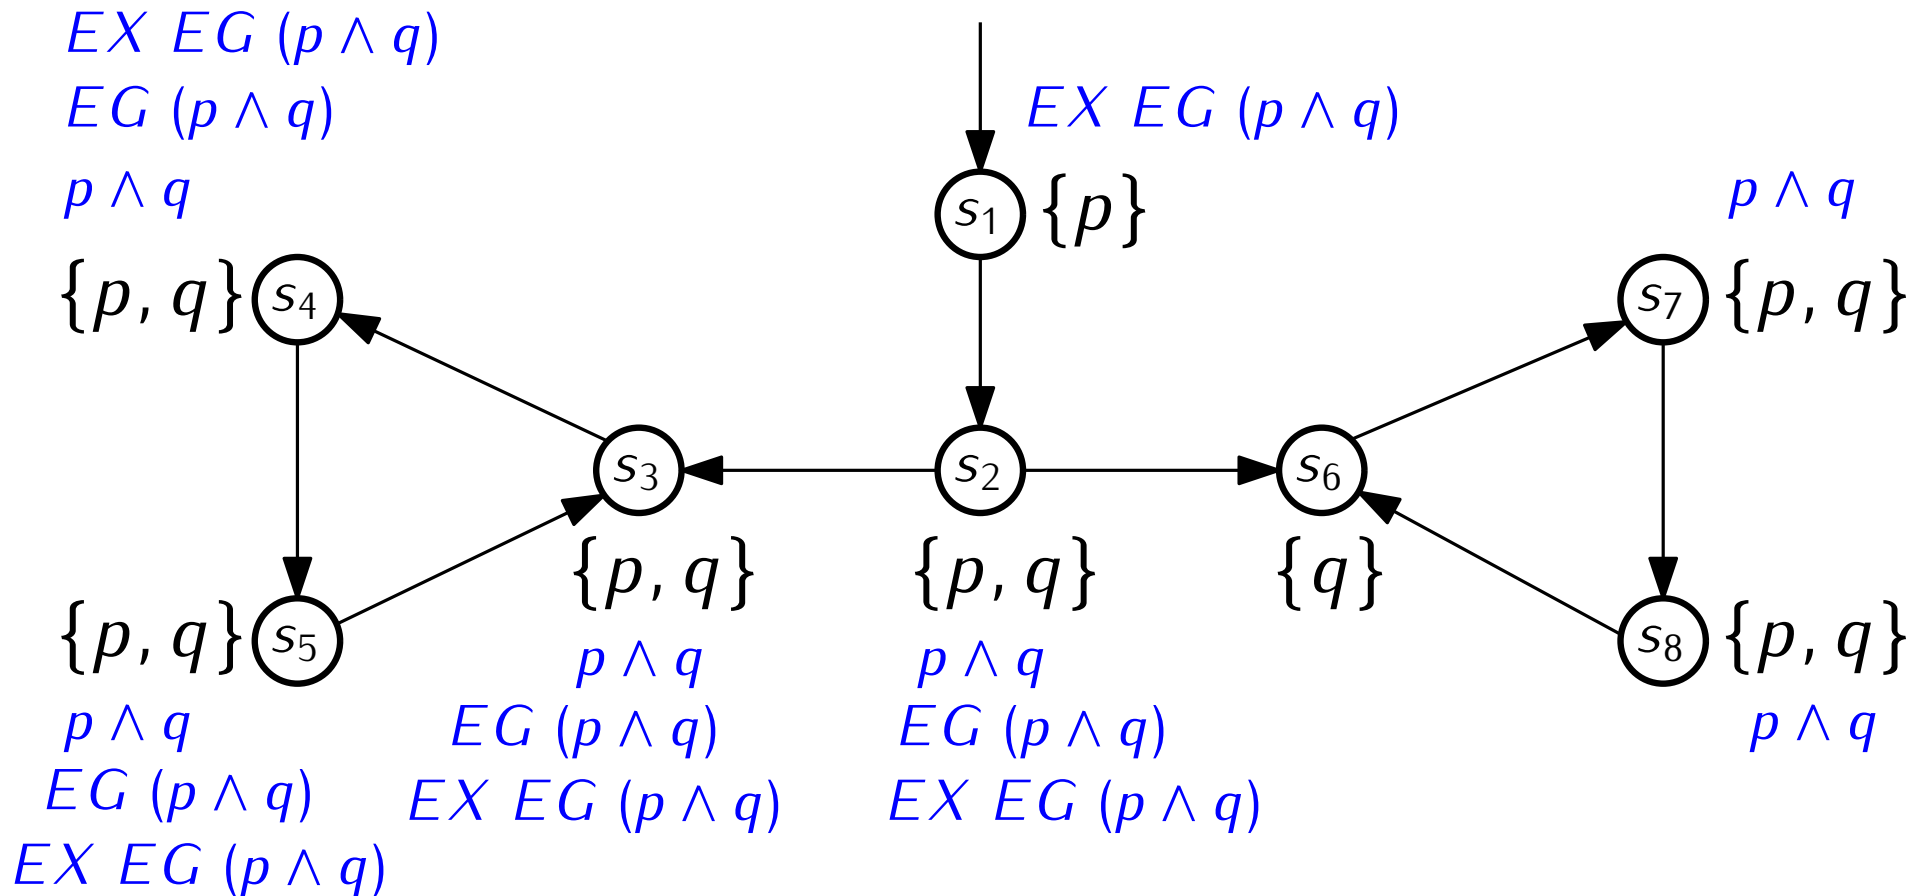 EX EG (p ∧ q)
EG (p ∧ q)
EX EG (p ∧ q)
p ∧ q
p ∧ q
s₁ {p}
{p, q} s₄
s₇ {p, q}
s₃
s₂
s₆
{p, q}
{p, q}
{q}
{p, q} s₅
s₈ {p, q}
p ∧ q
p ∧ q
p ∧ q
EG (p ∧ q)
EG (p ∧ q)
p ∧ q
EG (p ∧ q)
EX EG (p ∧ q)
EX EG (p ∧ q)
EX EG (p ∧ q)